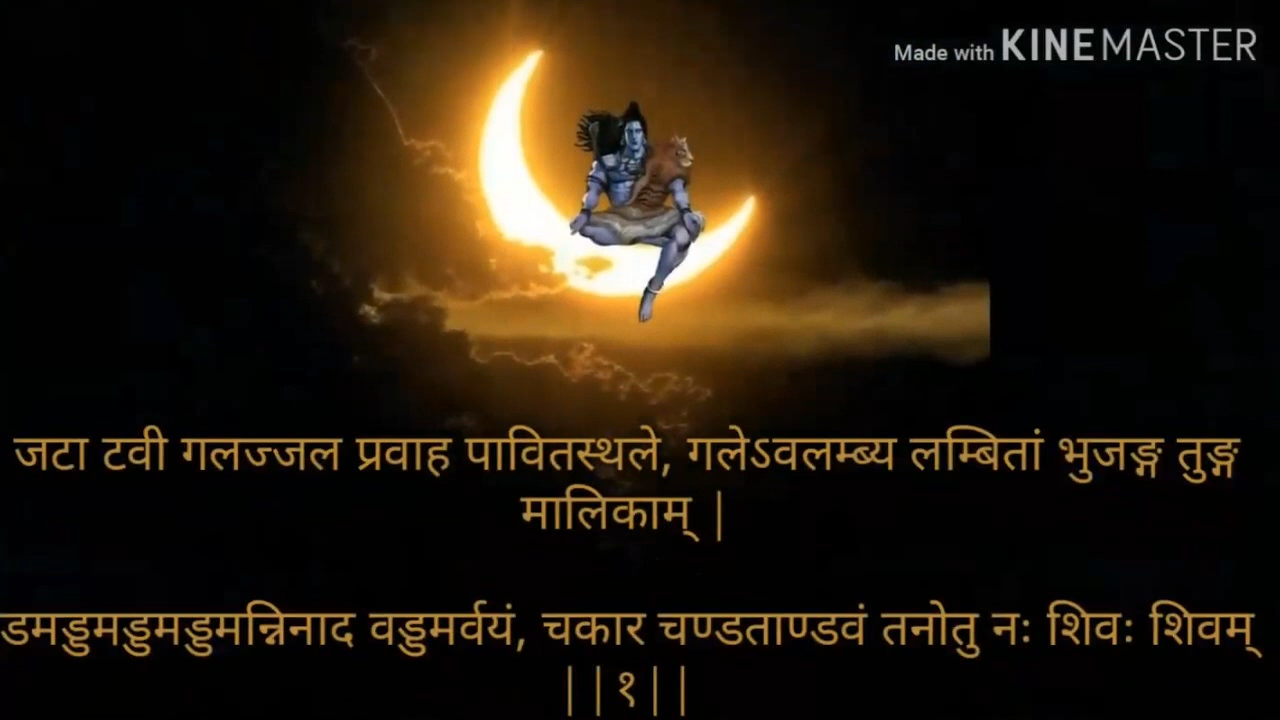 Made with KINEMASTER
जटा टवी गलज्जल प्रवाह पावितस्थले, गलेऽवलम्ब्य लम्बितां भुजङ्ग तुङ्ग
मालिकाम् |
डमड्डमड्डमड्डमन्निनाद वड्डमर्वयं, चकार चण्डताण्डवं तनोतु नः शिवः शिवम्
||१||